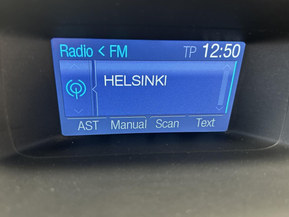 Radio < FM TP 12:50
HELSINKI
AST Manual Scan Text